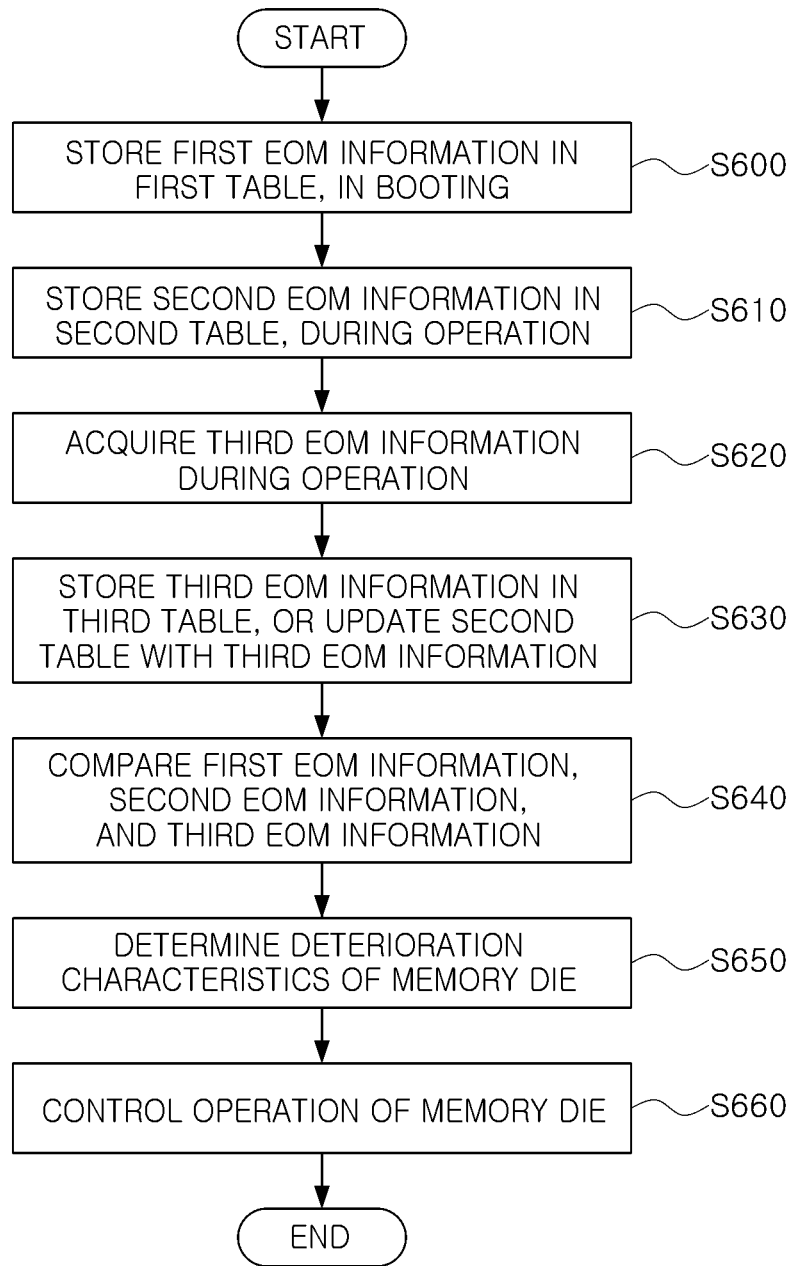 START
STORE FIRST EOM INFORMATION IN
FIRST TABLE, IN BOOTING
S600
STORE SECOND EOM INFORMATION IN
SECOND TABLE, DURING OPERATION
S610
ACQUIRE THIRD EOM INFORMATION
DURING OPERATION
S620
STORE THIRD EOM INFORMATION IN
THIRD TABLE, OR UPDATE SECOND
TABLE WITH THIRD EOM INFORMATION
S630
COMPARE FIRST EOM INFORMATION,
SECOND EOM INFORMATION,
AND THIRD EOM INFORMATION
S640
DETERMINE DETERIORATION
CHARACTERISTICS OF MEMORY DIE
S650
CONTROL OPERATION OF MEMORY DIE
S660
END